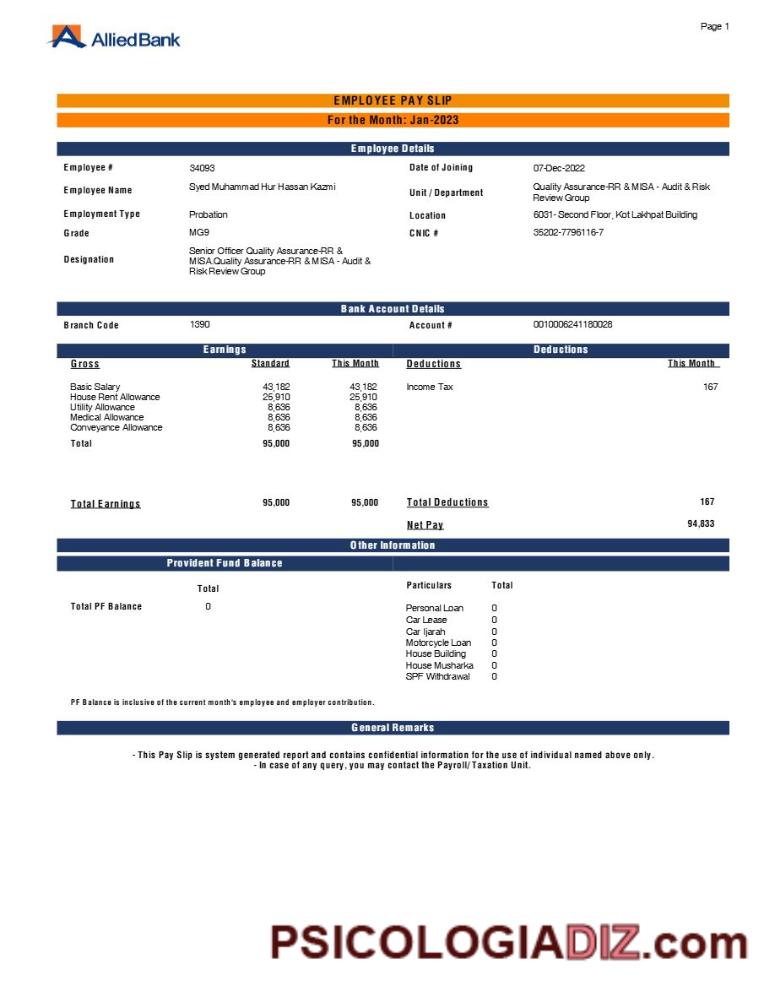 Allied Bank
Page 1
EMPLOYEE PAY SLIP
For the Month: Jan-2023
Employee Details
Employee # 34093 Date of Joining 07-Dec-2022
Employee Name Syed Muhammad Hur Hassan Kazmi Unit / Department Quality Assurance-RR & MISA - Audit & Risk
Review Group
Employment Type Probation Location 6031- Second Floor, Kot Lakhpat Building
Grade MG9 CNIC # 35202-7796116-7
Designation Senior Officer Quality Assurance-RR &
MISA.Quality Assurance-RR & MISA - Audit &
Risk Review Group
Bank Account Details
Branch Code 1390 Account # 0010006241180028
Earnings Deductions
Gross Standard This Month Deductions This Month
Basic Salary 43,182 43,182 Income Tax 167
House Rent Allowance 25,910 25,910
Utility Allowance 8,636 8,636
Medical Allowance 8,636 8,636
Conveyance Allowance 8,636 8,636
Total 95,000 95,000
Total Earnings 95,000 95,000 Total Deductions 167
Net Pay 94,833
Other Information
Provident Fund Balance
Total Particulars Total
Total PF Balance 0 Personal Loan 0
Car Lease 0
Car Ijarah 0
Motorcycle Loan 0
House Building 0
House Musharka 0
SPF Withdrawal 0
PF Balance is inclusive of the current month's employee and employer contribution.
General Remarks
- This Pay Slip is system generated report and contains confidential information for the use of individual named above only.
- In case of any query, you may contact the Payroll/Taxation Unit.
PSICOLOGIADIZ.com